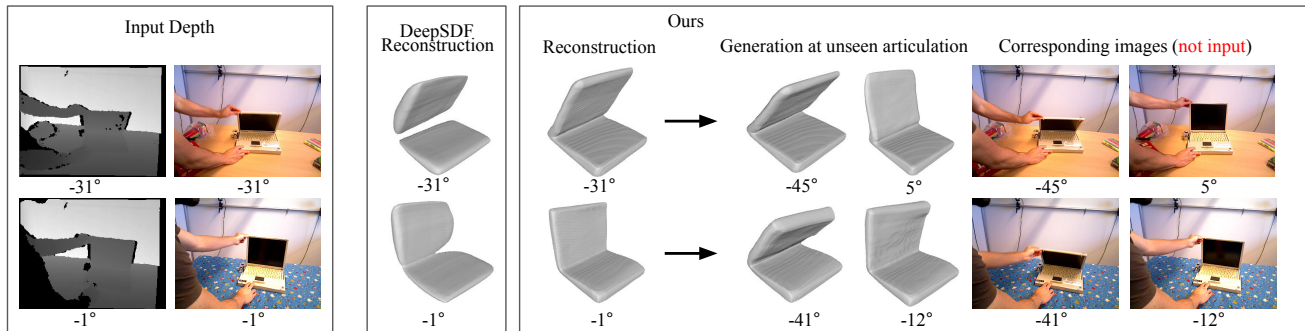 Input Depth
DeepSDF
Reconstruction
Ours
Reconstruction
Generation at unseen articulation
Corresponding images (not input)
-31° -31° -31° -31° -45° 5° -45° 5°
-1° -1° -1° -1° -41° -12° -41° -12°